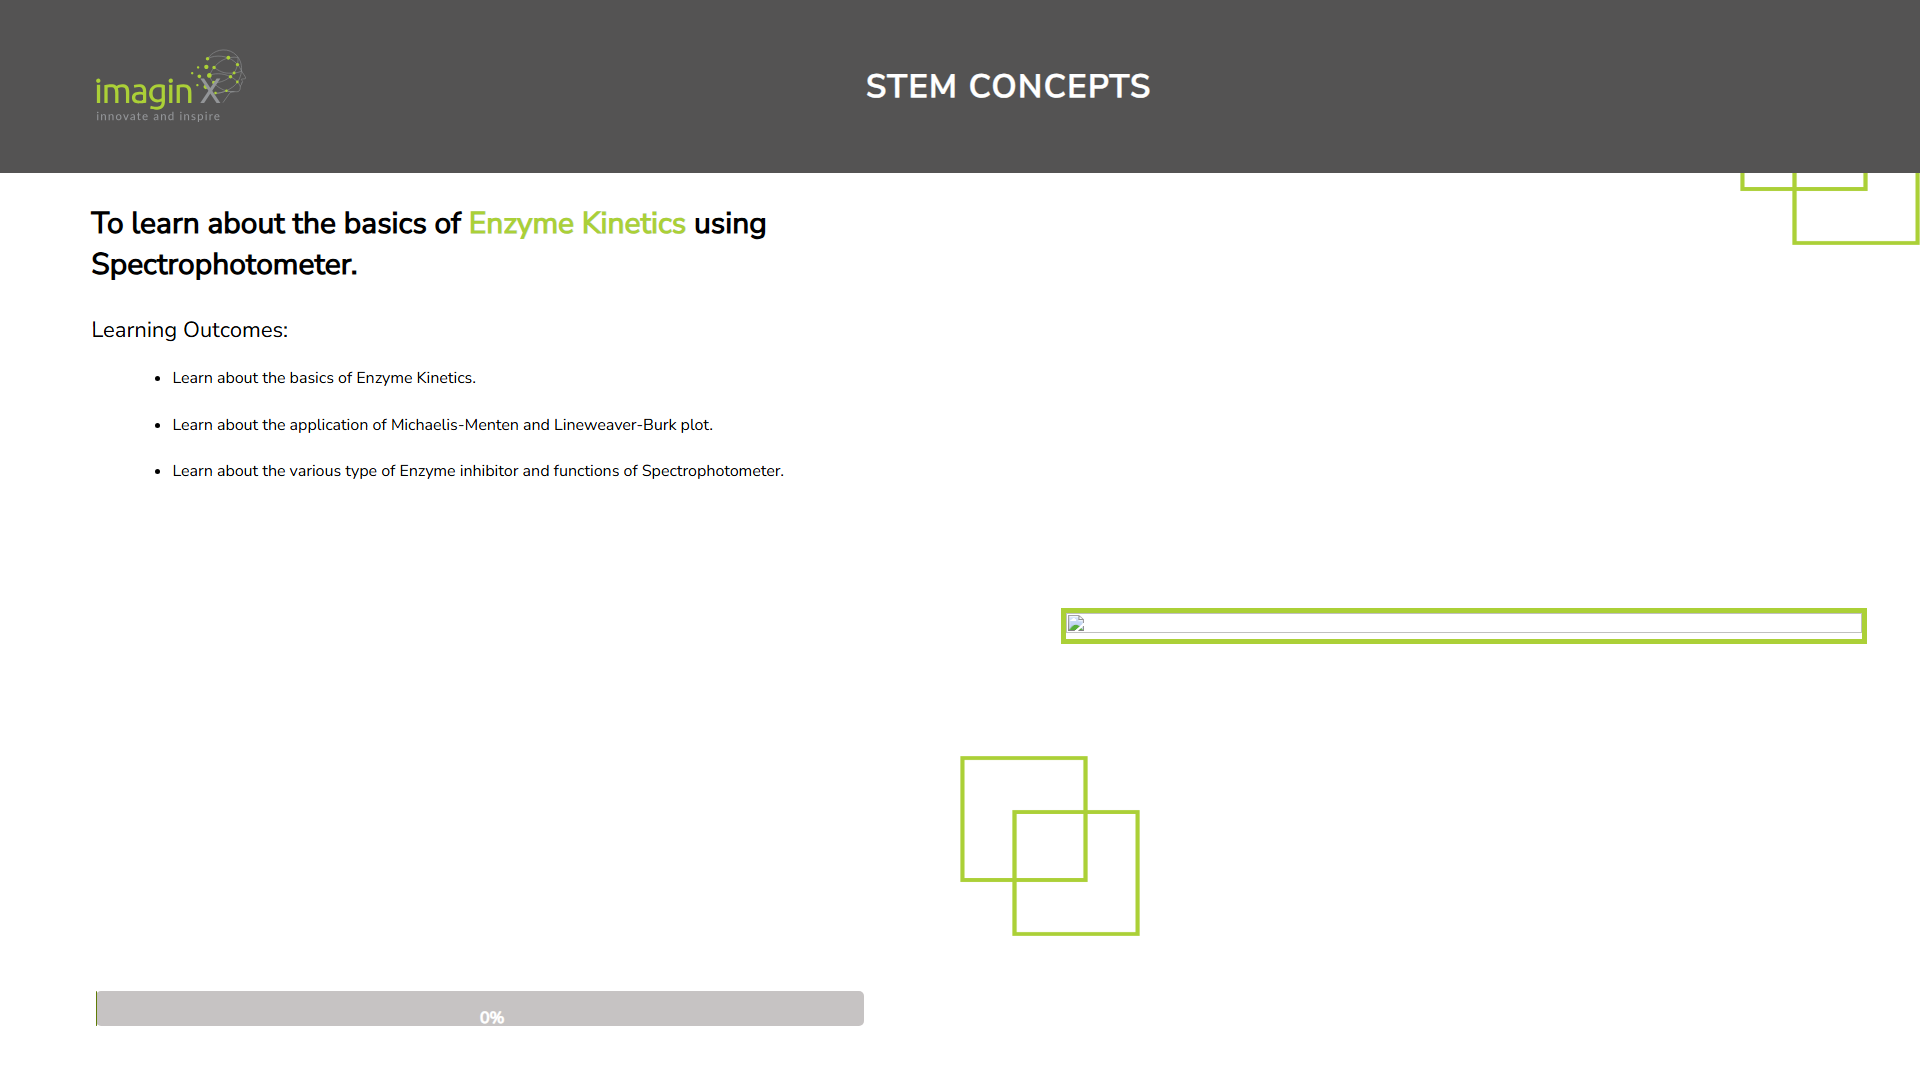 imagin X
innovate and inspire
STEM CONCEPTS
To learn about the basics of Enzyme Kinetics using
Spectrophotometer.
Learning Outcomes:
• Learn about the basics of Enzyme Kinetics.
• Learn about the application of Michaelis-Menten and Lineweaver-Burk plot.
• Learn about the various type of Enzyme inhibitor and functions of Spectrophotometer.
0%